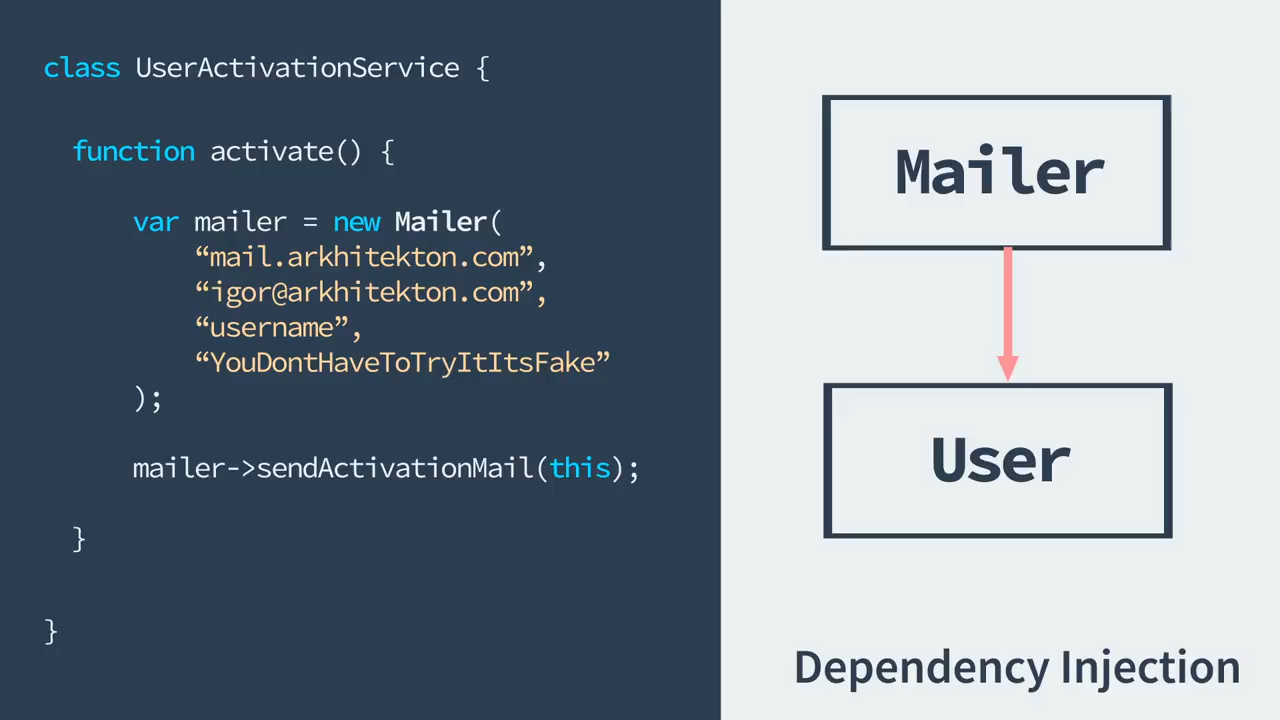 class UserActivationService {
function activate() {
var mailer = new Mailer(
“mail.arkhitekton.com”,
“igor@arkhitekton.com”,
“username”,
“YouDontHaveToTryItItsFake”
);
mailer->sendActivationMail(this);
}
}
Mailer
User
Dependency Injection